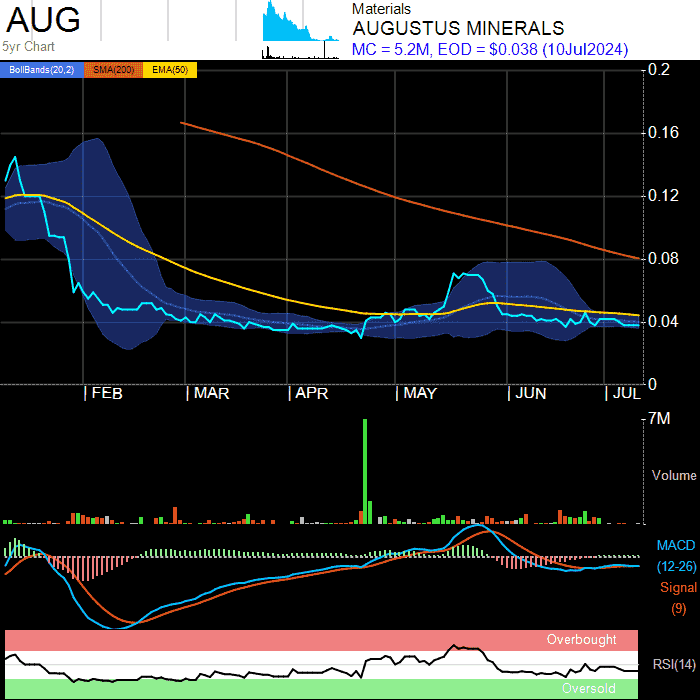 AUG
5yr Chart
Materials
AUGUSTUS MINERALS
MC = 5.2M, EOD = $0.038 (10Jul2024)
BollBands(20,2) SMA(200) EMA(50)
0.2
0.16
0.12
0.08
0.04
0
FEB MAR APR MAY JUN JUL
7M
Volume
MACD
(12-26)
Signal
(9)
Overbought
RSI(14)
Oversold